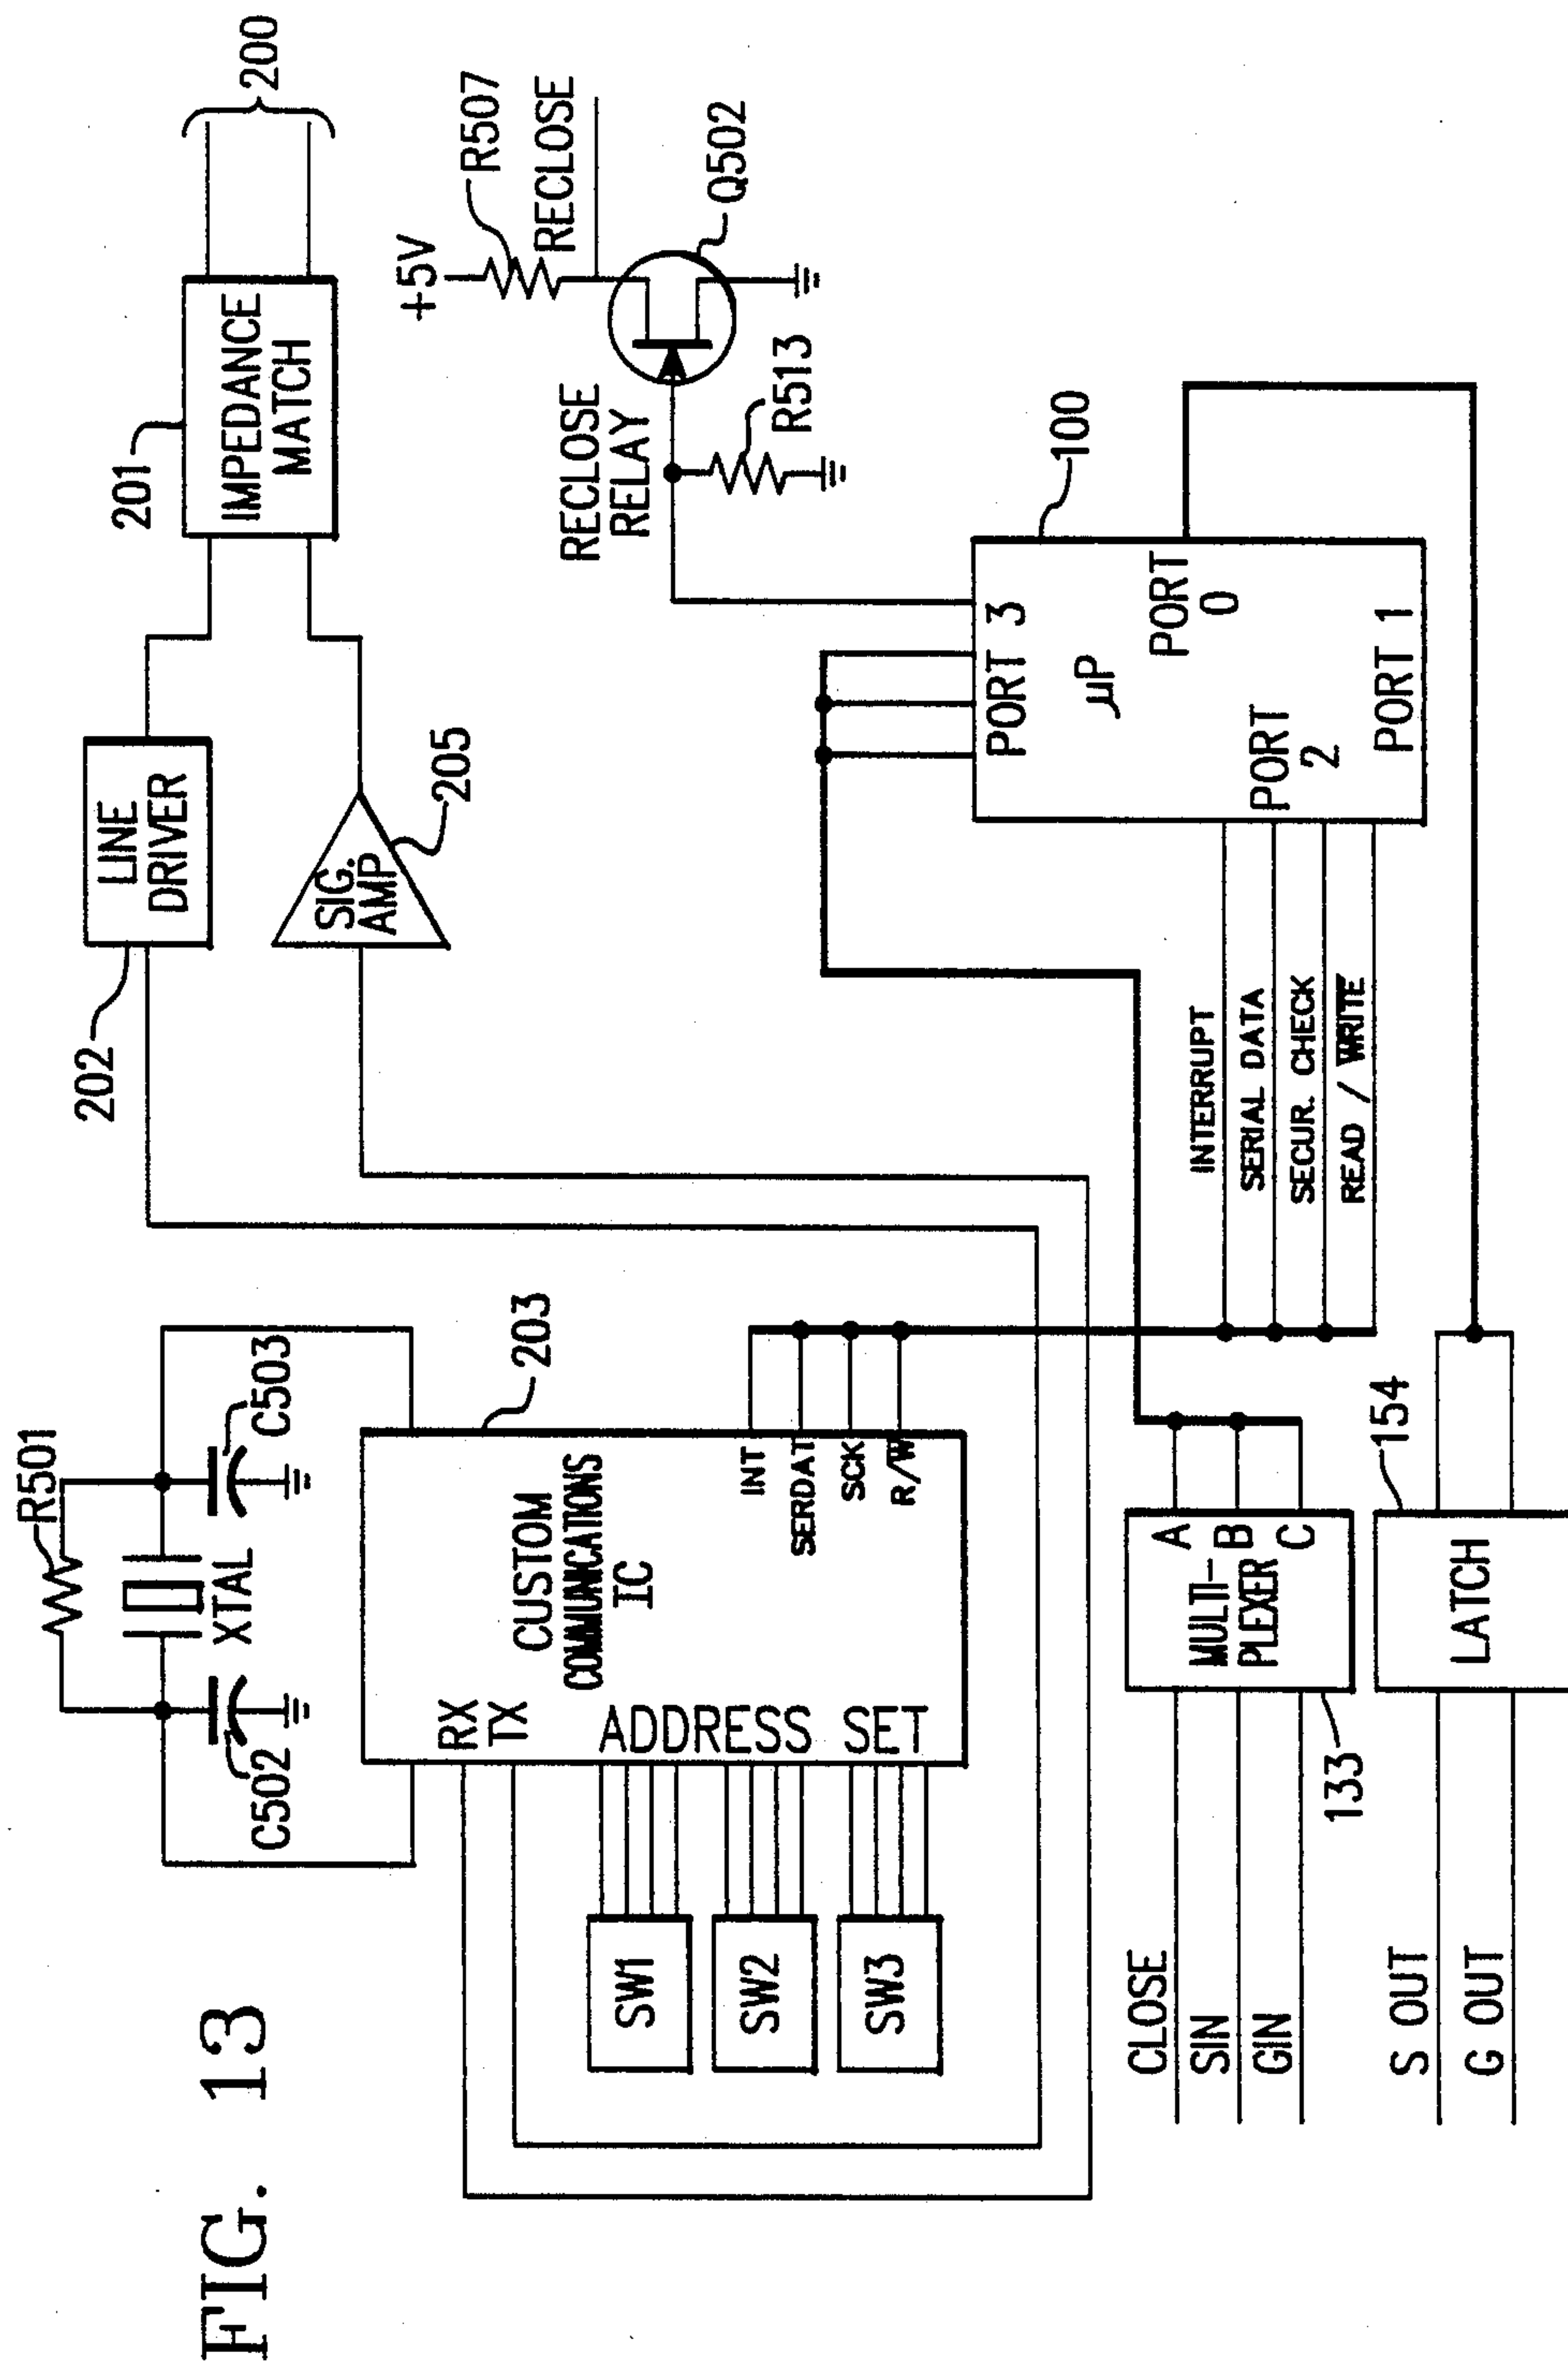 FIG. 13
R501
XTAL
C502
C503
203
CUSTOM
COMMUNICATIONS
IC
RX
TX
ADDRESS SET
INT
SERDAT
SCK
R/W̅
SW1
SW2
SW3
202
LINE
DRIVER
SIG.
AMP
205
201
IMPEDANCE
MATCH
200
+5V
R507
RECLOSE
Q502
RECLOSE
RELAY
R513
100
PORT 3
μP
PORT
0
PORT
2
PORT 1
INTERRUPT
SERIAL DATA
SECUR. CHECK
READ / W̅R̅I̅T̅E̅
CLOSE
SIN
GIN
MULTI-
PLEXER
A
B
C
133
154
LATCH
S OUT
G OUT